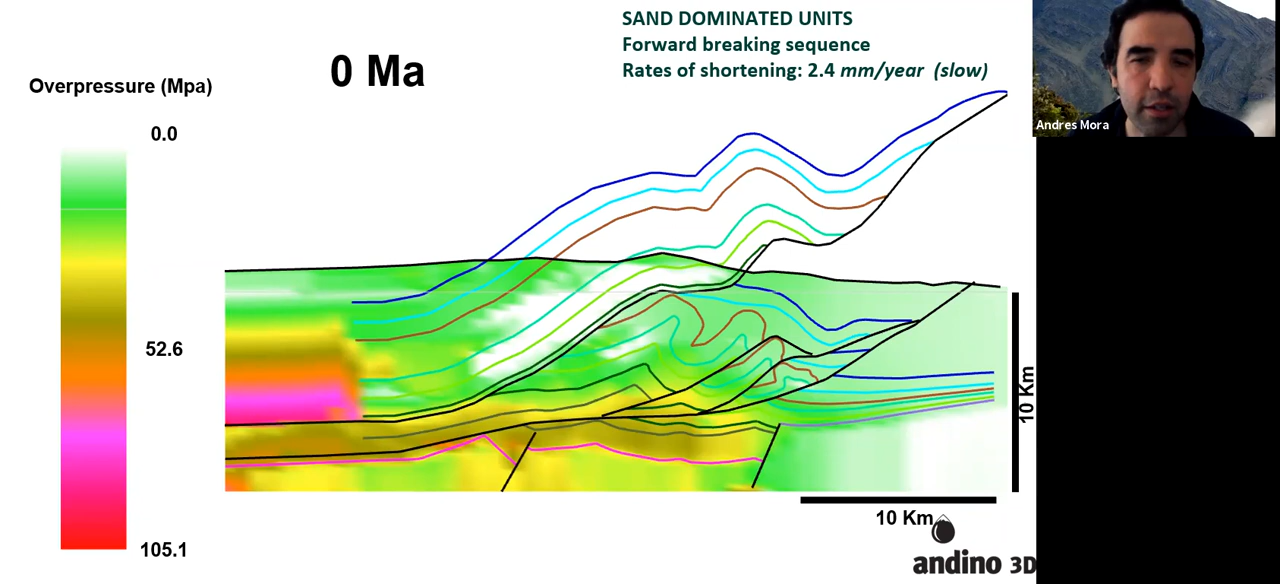 SAND DOMINATED UNITS
Forward breaking sequence
Rates of shortening: 2.4 mm/year (slow)
0 Ma
Overpressure (Mpa)
0.0
52.6
105.1
10 Km
10 Km
andino 3D
Andres Mora